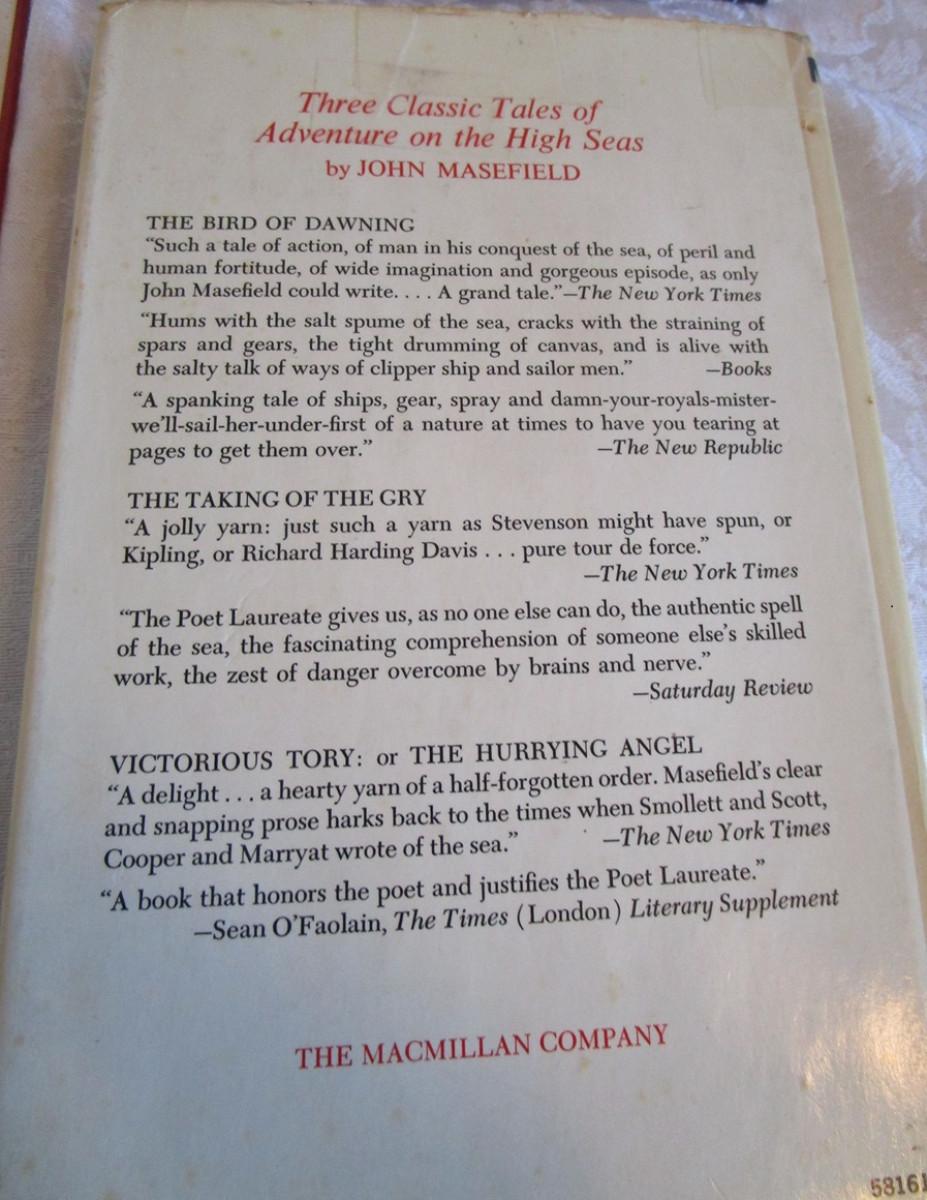 Three Classic Tales of
Adventure on the High Seas
by JOHN MASEFIELD
THE BIRD OF DAWNING
“Such a tale of action, of man in his conquest of the sea, of peril and
human fortitude, of wide imagination and gorgeous episode, as only
John Masefield could write. . . . A grand tale.”—The New York Times
“Hums with the salt spume of the sea, cracks with the straining of
spars and gears, the tight drumming of canvas, and is alive with
the salty talk of ways of clipper ship and sailor men.” —Books
“A spanking tale of ships, gear, spray and damn-your-royals-mister-
we’ll-sail-her-under-first of a nature at times to have you tearing at
pages to get them over.” —The New Republic
THE TAKING OF THE GRY
“A jolly yarn: just such a yarn as Stevenson might have spun, or
Kipling, or Richard Harding Davis . . . pure tour de force.”
—The New York Times
“The Poet Laureate gives us, as no one else can do, the authentic spell
of the sea, the fascinating comprehension of someone else’s skilled
work, the zest of danger overcome by brains and nerve.”
—Saturday Review
VICTORIOUS TORY: or THE HURRYING ANGEL
“A delight . . . a hearty yarn of a half-forgotten order. Masefield’s clear
and snapping prose harks back to the times when Smollett and Scott,
Cooper and Marryat wrote of the sea.” —The New York Times
“A book that honors the poet and justifies the Poet Laureate.”
—Sean O’Faolain, The Times (London) Literary Supplement
THE MACMILLAN COMPANY
58161